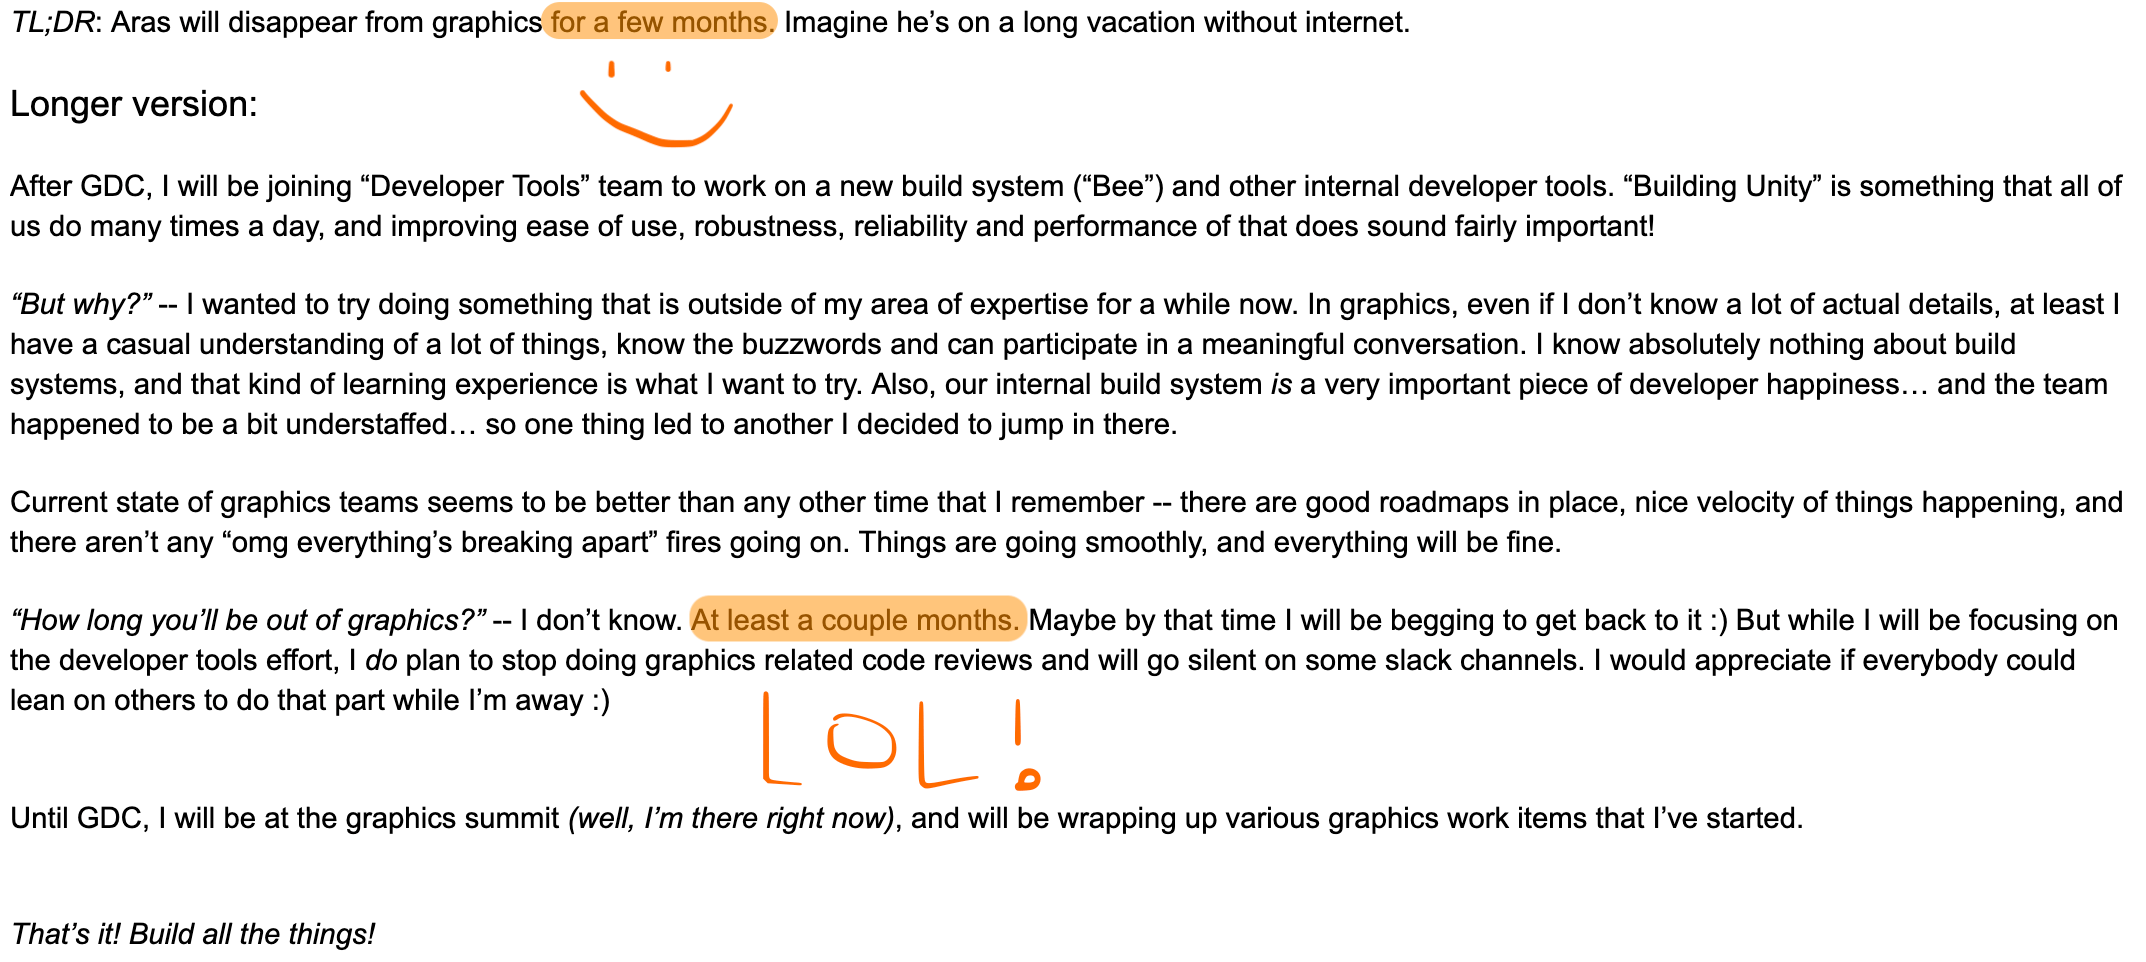 TL;DR: Aras will disappear from graphics for a few months. Imagine he’s on a long vacation without internet.
Longer version:
After GDC, I will be joining “Developer Tools” team to work on a new build system (“Bee”) and other internal developer tools. “Building Unity” is something that all of
us do many times a day, and improving ease of use, robustness, reliability and performance of that does sound fairly important!
“But why?” -- I wanted to try doing something that is outside of my area of expertise for a while now. In graphics, even if I don’t know a lot of actual details, at least I
have a casual understanding of a lot of things, know the buzzwords and can participate in a meaningful conversation. I know absolutely nothing about build
systems, and that kind of learning experience is what I want to try. Also, our internal build system is a very important piece of developer happiness… and the team
happened to be a bit understaffed… so one thing led to another I decided to jump in there.
Current state of graphics teams seems to be better than any other time that I remember -- there are good roadmaps in place, nice velocity of things happening, and
there aren’t any “omg everything’s breaking apart” fires going on. Things are going smoothly, and everything will be fine.
“How long you’ll be out of graphics?” -- I don’t know. At least a couple months. Maybe by that time I will be begging to get back to it :) But while I will be focusing on
the developer tools effort, I do plan to stop doing graphics related code reviews and will go silent on some slack channels. I would appreciate if everybody could
lean on others to do that part while I’m away :)
LOL!
Until GDC, I will be at the graphics summit (well, I’m there right now), and will be wrapping up various graphics work items that I’ve started.
That’s it! Build all the things!